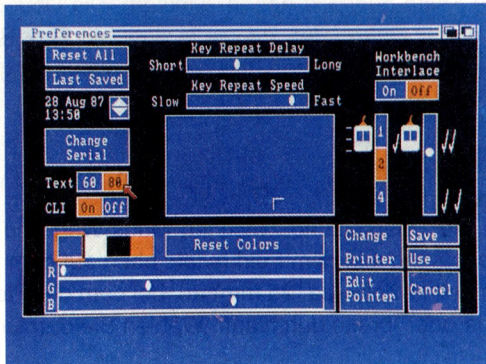 Preferences
Reset All
Last Saved
28 Aug 87
13:50
Change
Serial
Text 60 80
CLI On Off
Key Repeat Delay
Short Long
Key Repeat Speed
Slow Fast
Workbench
Interlace
On Off
1
2
4
Reset Colors
R
G
B
Change
Printer
Edit
Pointer
Save
Use
Cancel